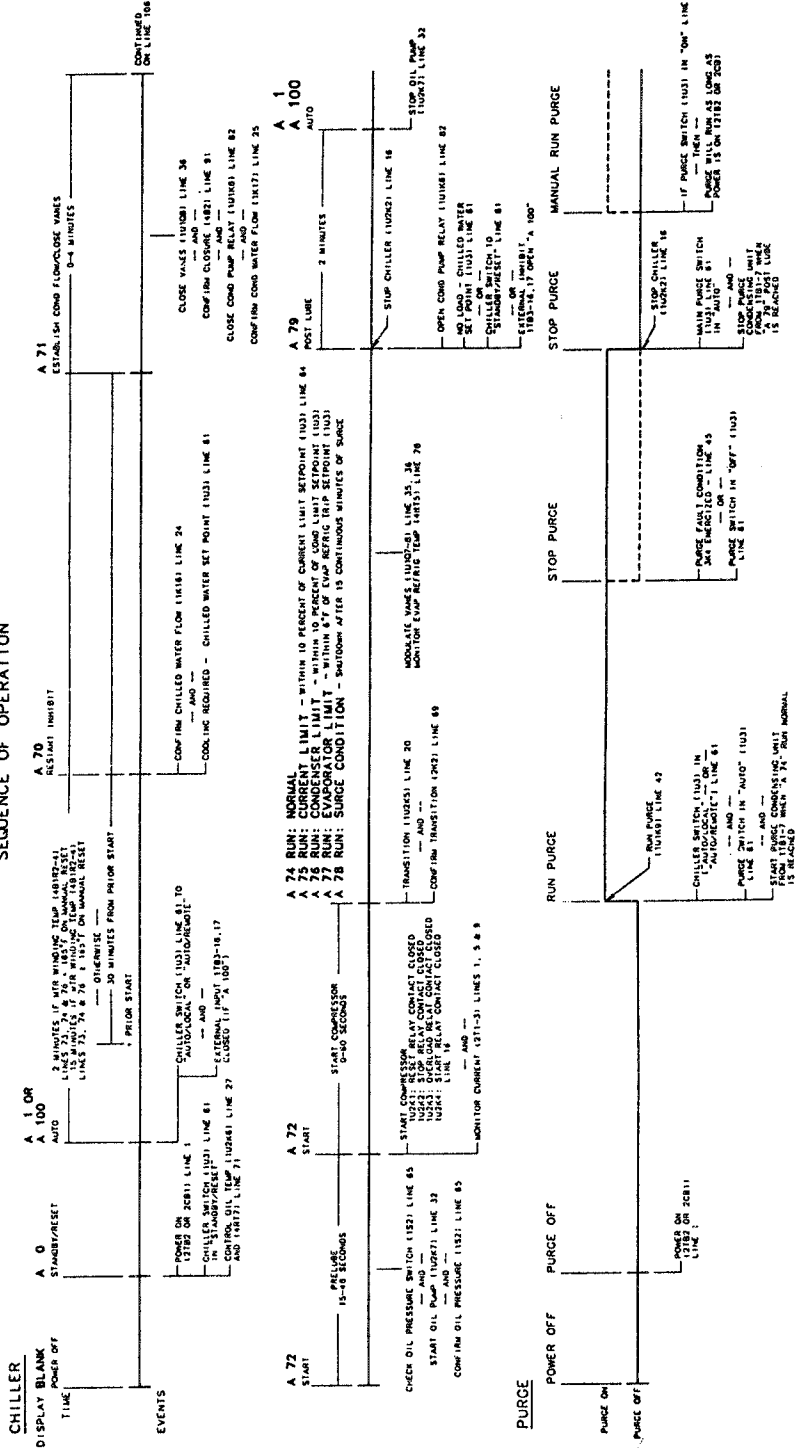 SEQUENCE OF OPERATION
CHILLER
DISPLAY BLANK
POWER OFF
A 0
STANDBY/RESET
A 1 OR
A 100
AUTO
A 70
RESTART INHIBIT
A 71
ESTABLISH COND FLOW/CLOSE VANES
TIME
2 MINUTES IF MTR WINDING TEMP (4B1R2-4)
LINES 73, 74 & 76 < 165°F ON MANUAL RESET
15 MINUTES IF MTR WINDING TEMP (4B1R2-4)
LINES 73, 74 & 76 ≥ 165°F ON MANUAL RESET
-- OTHERWISE --
30 MINUTES FROM PRIOR START
* PRIOR START
0-4 MINUTES
CONTINUED
ON LINE 106
EVENTS
POWER ON
(2TB2 OR 2CB1) LINE 1
CHILLER SWITCH (1U3) LINE 61
IN "STANDBY/RESET"
CONTROL OIL TEMP (1U2K6) LINE 27
AND (4RT7) LINE 71
CHILLER SWITCH (1U3) LINE 61 TO
"AUTO/LOCAL" OR "AUTO/REMOTE"
-- AND --
EXTERNAL INPUT 1TB3-16,17
CLOSED (IF "A 100")
CONFIRM CHILLED WATER FLOW (1K16) LINE 24
-- AND --
COOLING REQUIRED - CHILLED WATER SET POINT (1U3) LINE 61
CLOSE VANES (1U1Q8) LINE 36
-- AND --
CONFIRM CLOSURE (4B2) LINE 91
-- AND --
CLOSE COND PUMP RELAY (1U1K8) LINE 62
-- AND --
CONFIRM COND WATER FLOW (1K17) LINE 25
A 72
START
PRELUBE
15-40 SECONDS
A 72
START
START COMPRESSOR
0-60 SECONDS
A 74 RUN: NORMAL
A 75 RUN: CURRENT LIMIT - WITHIN 10 PERCENT OF CURRENT LIMIT SETPOINT (1U3) LINE 64
A 76 RUN: CONDENSER LIMIT - WITHIN 10 PERCENT OF COND LIMIT SETPOINT (1U3)
A 77 RUN: EVAPORATOR LIMIT - WITHIN 6°F OF EVAP REFRIG TRIP SETPOINT (1U3)
A 78 RUN: SURGE CONDITION - SHUTDOWN AFTER 15 CONTINUOUS MINUTES OF SURGE
A 79
POST LUBE
2 MINUTES
A 1
A 100
AUTO
CHECK OIL PRESSURE SWITCH (1S2) LINE 65
-- AND --
START OIL PUMP (1U2K7) LINE 32
-- AND --
CONFIRM OIL PRESSURE (1S2) LINE 65
START COMPRESSOR
1U2K1: RESET RELAY CONTACT CLOSED
1U2K2: STOP RELAY CONTACT CLOSED
1U2K3: OVERLOAD RELAY CONTACT CLOSED
1U2K4: START RELAY CONTACT CLOSED
LINE 16
-- AND --
MONITOR CURRENT (2T1-3) LINES 1, 5 & 9
TRANSITION (1U2K5) LINE 20
-- AND --
CONFIRM TRANSITION (2K2) LINE 69
MODULATE VANES (1U1Q7-8) LINE 35, 36
MONITOR EVAP REFRIG TEMP (4RT5) LINE 78
STOP CHILLER (1U2K2) LINE 16
OPEN COND PUMP RELAY (1U1K8) LINE 62
NO LOAD - CHILLED WATER
SET POINT (1U3) LINE 61
-- OR --
CHILLER SWITCH TO
"STANDBY/RESET" LINE 61
-- OR --
EXTERNAL INHIBIT
1TB3-16,17 OPEN "A 100"
STOP OIL PUMP
(1U2K7) LINE 32
PURGE
POWER OFF
PURGE OFF
RUN PURGE
STOP PURGE
STOP PURGE
MANUAL RUN PURGE
PURGE ON
PURGE OFF
POWER ON
(2TB2 OR 2CB1)
LINE 1
RUN PURGE
(1U1K9) LINE 42
CHILLER SWITCH (1U3) IN
("AUTO/LOCAL" -- OR --
"AUTO/REMOTE") LINE 61
-- AND --
PURGE SWITCH IN "AUTO" (1U3)
LINE 61
-- AND --
START PURGE CONDENSING UNIT
FROM 1TB1-7 WHEN "A 74" RUN NORMAL
IS REACHED
PURGE FAULT CONDITION
3K4 ENERGIZED - LINE 45
-- OR --
PURGE SWITCH IN "OFF" (1U3)
LINE 61
STOP CHILLER
(1U2K2) LINE 16
MAIN PURGE SWITCH
(1U3) LINE 61
IN "AUTO"
-- AND --
STOP PURGE
CONDENSING UNIT
FROM 1TB1-7 WHEN
"A 79" POST LUBE
IS REACHED
IF PURGE SWITCH (1U3) IN "ON" LINE
-- THEN --
PURGE WILL RUN AS LONG AS
POWER IS ON (2TB2 OR 2CB1)